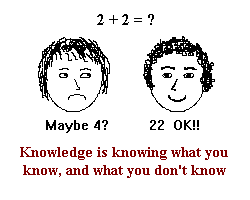 2 + 2 = ?
Maybe 4? 22 OK!!
Knowledge is knowing what you
know, and what you don't know